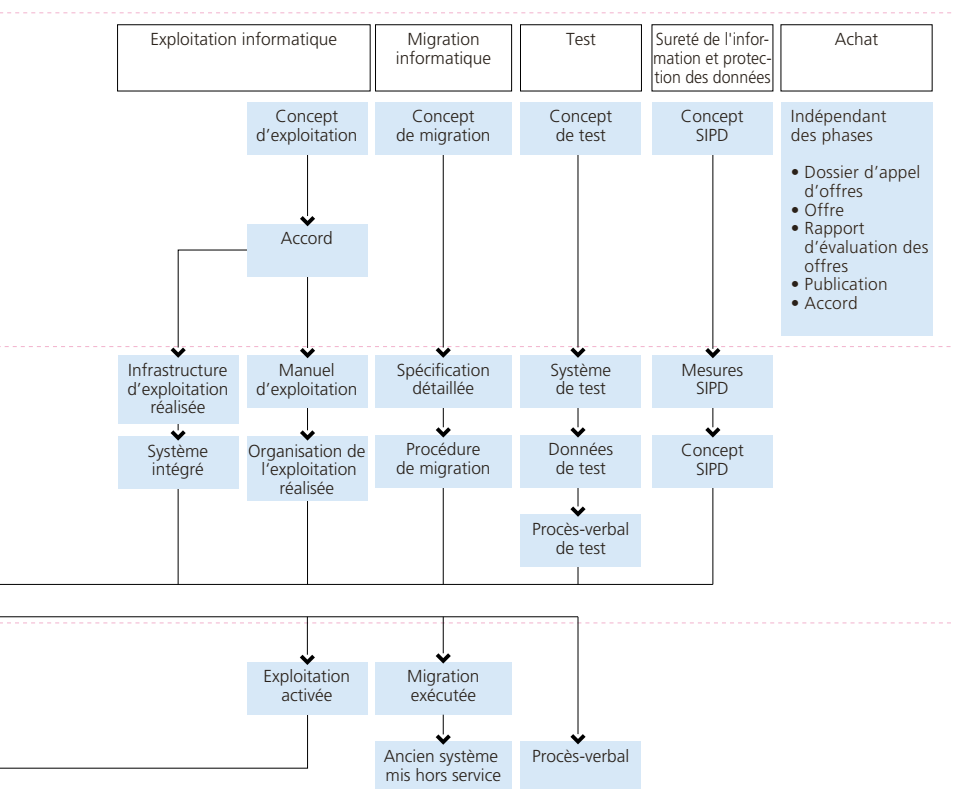 Exploitation informatique
Migration
informatique
Test
Sureté de l'infor-
mation et protec-
tion des données
Achat
Concept
d'exploitation
Concept
de migration
Concept
de test
Concept
SIPD
Indépendant
des phases
• Dossier d'appel
d'offres
• Offre
• Rapport
d'évaluation des
offres
• Publication
• Accord
Accord
Infrastructure
d'exploitation
réalisée
Manuel
d'exploitation
Spécification
détaillée
Système
de test
Mesures
SIPD
Système
intégré
Organisation de
l'exploitation
réalisée
Procédure
de migration
Données
de test
Concept
SIPD
Procès-verbal
de test
Exploitation
activée
Migration
exécutée
Ancien système
mis hors service
Procès-verbal